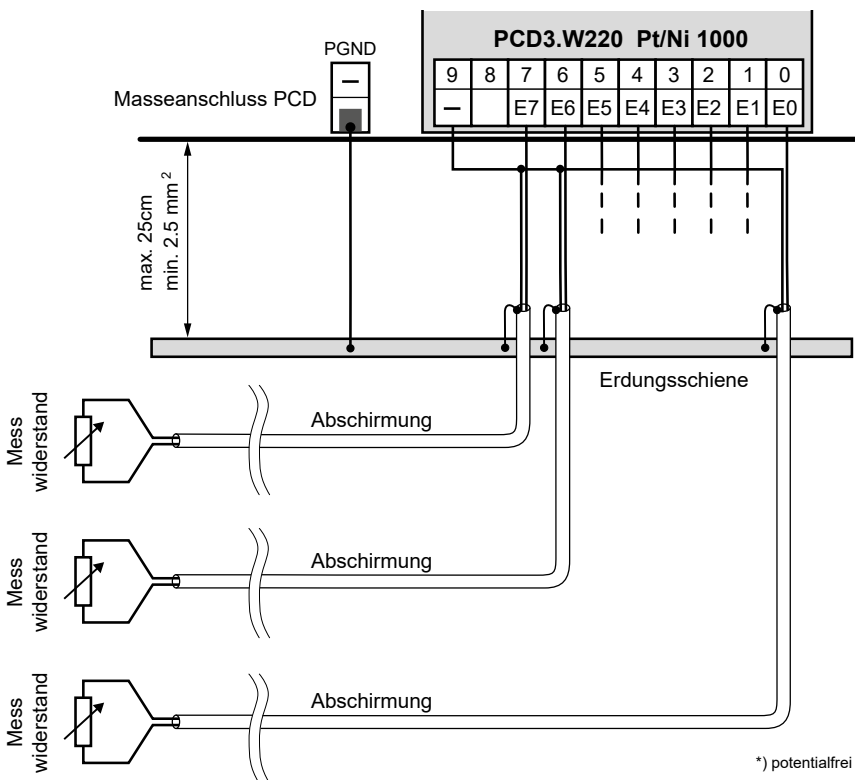 PCD3.W220 Pt/Ni 1000
PGND
9 8 7 6 5 4 3 2 1 0
–
– E7 E6 E5 E4 E3 E2 E1 E0
Masseanschluss PCD
max. 25cm
min. 2.5 mm²
Erdungsschiene
Mess
widerstand
Abschirmung
Mess
widerstand
Abschirmung
Mess
widerstand
Abschirmung
*) potentialfrei